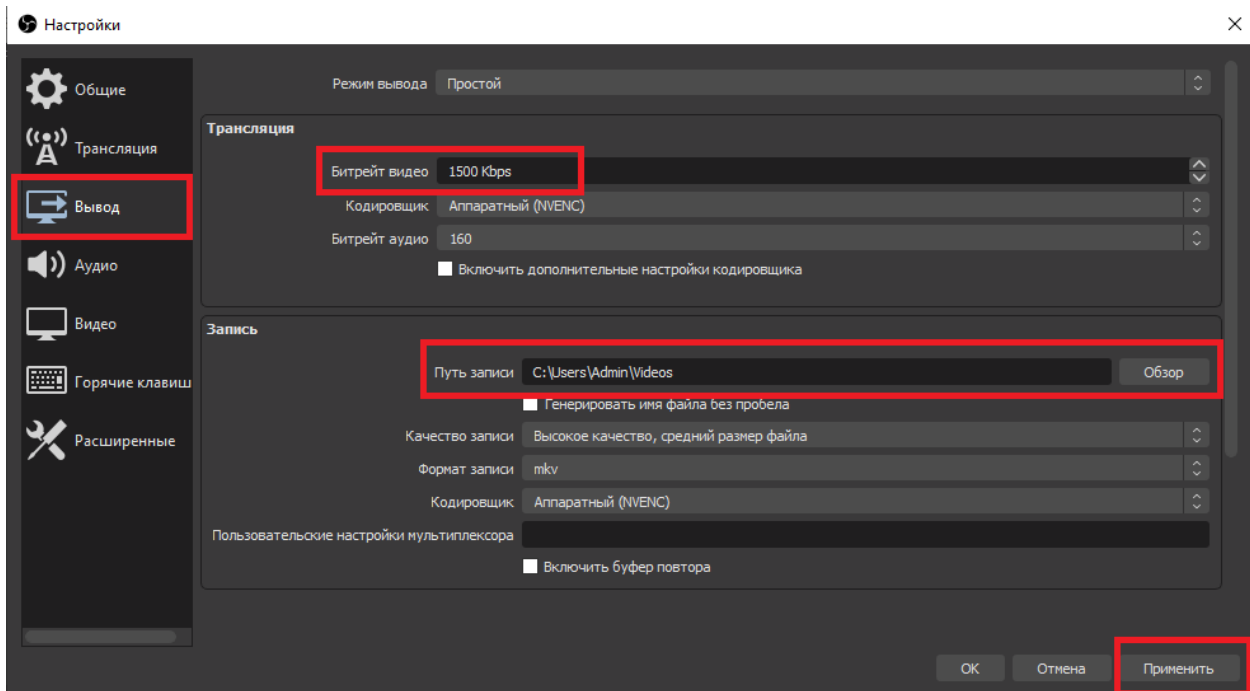 Настройки
Общие
Трансляция
Вывод
Аудио
Видео
Горячие клавиш
Расширенные
Режим вывода Простой
Трансляция
Битрейт видео 1500 Kbps
Кодировщик Аппаратный (NVENC)
Битрейт аудио 160
Включить дополнительные настройки кодировщика
Запись
Путь записи C:\Users\Admin\Videos Обзор
Генерировать имя файла без пробела
Качество записи Высокое качество, средний размер файла
Формат записи mkv
Кодировщик Аппаратный (NVENC)
Пользовательские настройки мультиплексора
Включить буфер повтора
OK Отмена Применить